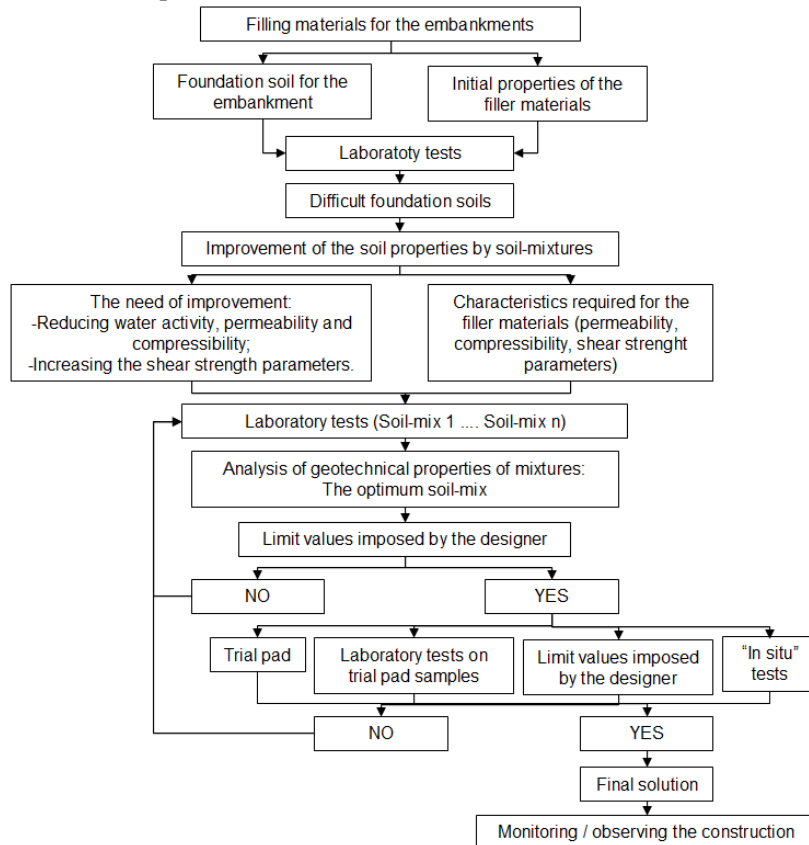 Filling materials for the embankments
Foundation soil for the
embankment
Initial properties of the
filler materials
Laboratoty tests
Difficult foundation soils
Improvement of the soil properties by soil-mixtures
The need of improvement:
-Reducing water activity, permeability and
compressibility;
-Increasing the shear strength parameters.
Characteristics required for the
filler materials (permeability,
compressibility, shear strenght
parameters)
Laboratory tests (Soil-mix 1 .... Soil-mix n)
Analysis of geotechnical properties of mixtures:
The optimum soil-mix
Limit values imposed by the designer
NO
YES
Trial pad
Laboratory tests on
trial pad samples
Limit values imposed
by the designer
“In situ”
tests
NO
YES
Final solution
Monitoring / observing the construction